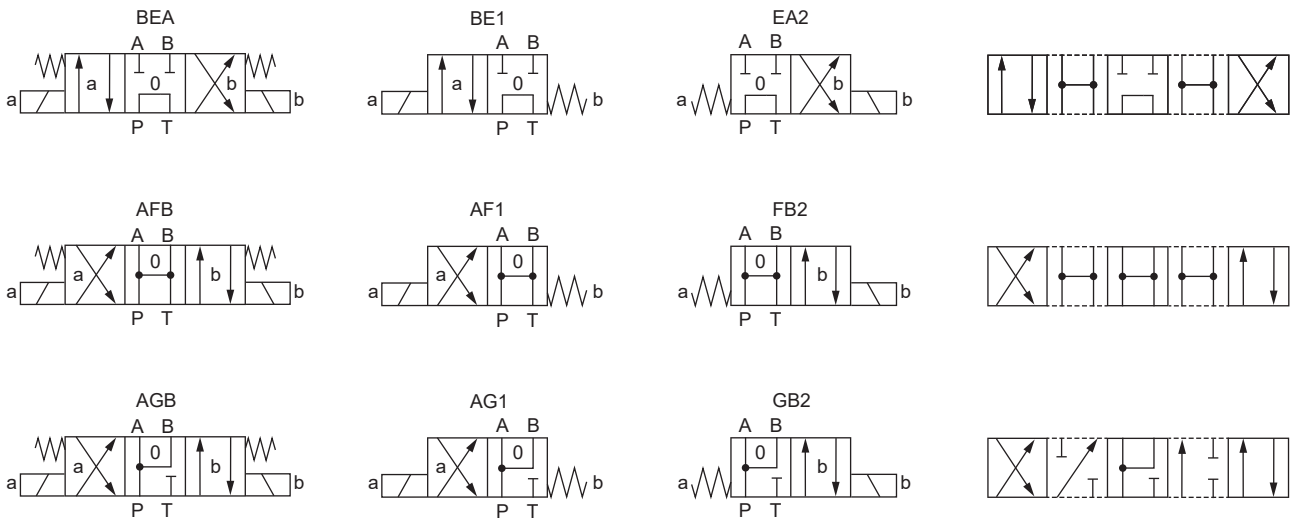 BEA BE1 EA2
A B A B A B
a 0 b a 0 0 b
a b b a b
P T P T P T
AFB AF1 FB2
A B A B A B
a 0 b a 0 0 b
a b b a b
P T P T P T
AGB AG1 GB2
A B A B A B
a 0 b a 0 0 b
a b a b a b
P T P T P T